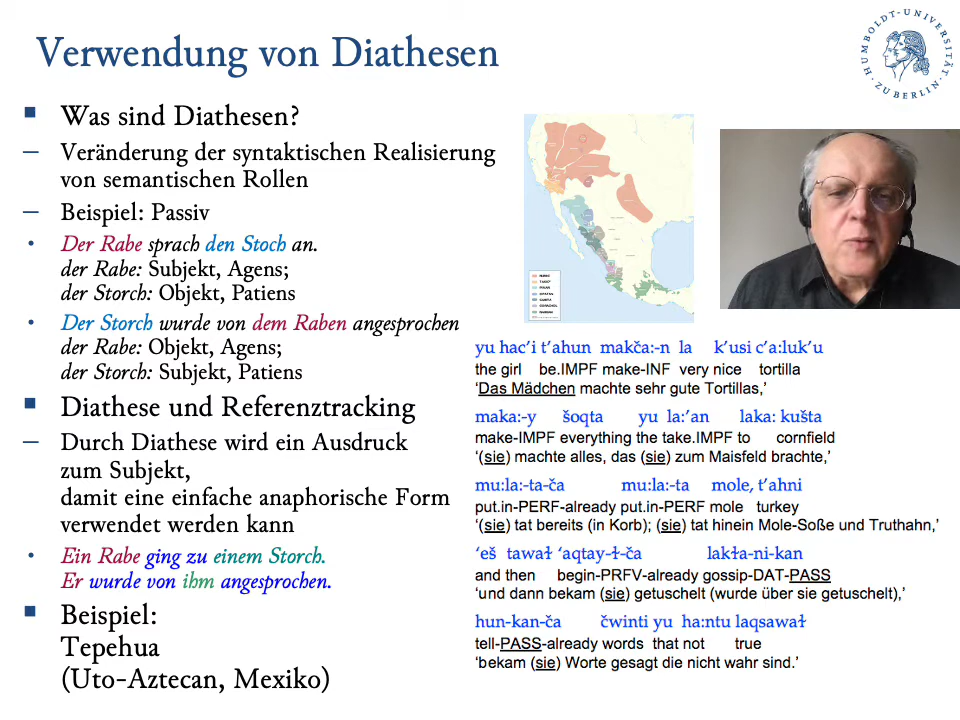 Verwendung von Diathesen
HUMBOLDT-UNIVERSITÄT
ZU BERLIN
■ Was sind Diathesen?
– Veränderung der syntaktischen Realisierung
von semantischen Rollen
– Beispiel: Passiv
• Der Rabe sprach den Stoch an.
der Rabe: Subjekt, Agens;
der Storch: Objekt, Patiens
• Der Storch wurde von dem Raben angesprochen
der Rabe: Objekt, Agens;
der Storch: Subjekt, Patiens
■ Diathese und Referenztracking
– Durch Diathese wird ein Ausdruck
zum Subjekt,
damit eine einfache anaphorische Form
verwendet werden kann
• Ein Rabe ging zu einem Storch.
Er wurde von ihm angesprochen.
■ Beispiel:
Tepehua
(Uto-Aztecan, Mexiko)
yu hac’i t’ahun makča:-n la k’usi c’a:luk’u
the girl be.IMPF make-INF very nice tortilla
‘Das Mädchen machte sehr gute Tortillas,’
maka:-y šoqta yu la:’an laka: kušta
make-IMPF everything the take.IMPF to cornfield
‘(sie) machte alles, das (sie) zum Maisfeld brachte,’
mu:la:-ta-ča mu:la:-ta mole, t’ahni
put.in-PERF-already put.in-PERF mole turkey
‘(sie) tat bereits (in Korb); (sie) tat hinein Mole-Soße und Truthahn,’
‘eš tawaɫ ‘aqtay-ɫ-ča lakɫa-ni-kan
and then begin-PRFV-already gossip-DAT-PASS
‘und dann bekam (sie) getuschelt (wurde über sie getuschelt),’
hun-kan-ča čwinti yu ha:ntu laqsawaɫ
tell-PASS-already words that not true
‘bekam (sie) Worte gesagt die nicht wahr sind.’